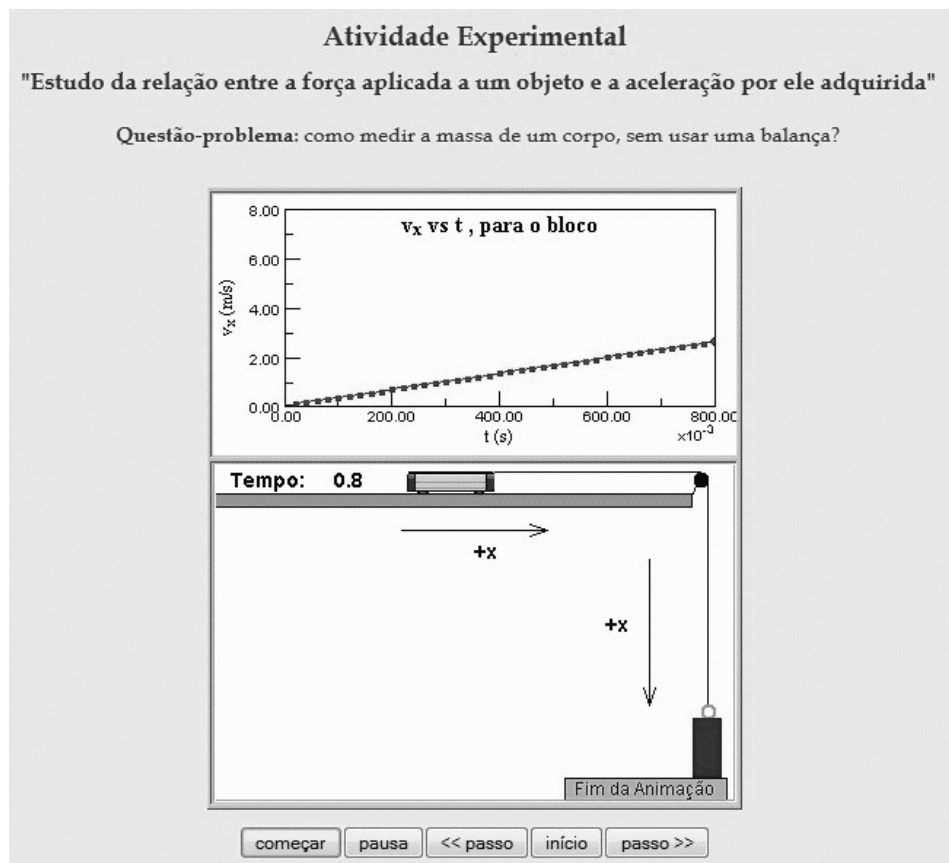 Atividade Experimental
"Estudo da relação entre a força aplicada a um objeto e a aceleração por ele adquirida"
Questão-problema: como medir a massa de um corpo, sem usar uma balança?
vx vs t , para o bloco
8.00
6.00
4.00
2.00
0.00
vx (m/s)
0.00 200.00 400.00 600.00 800.00
t (s)
x10-3
Tempo: 0.8
+x
+x
Fim da Animação
começar pausa << passo início passo >>